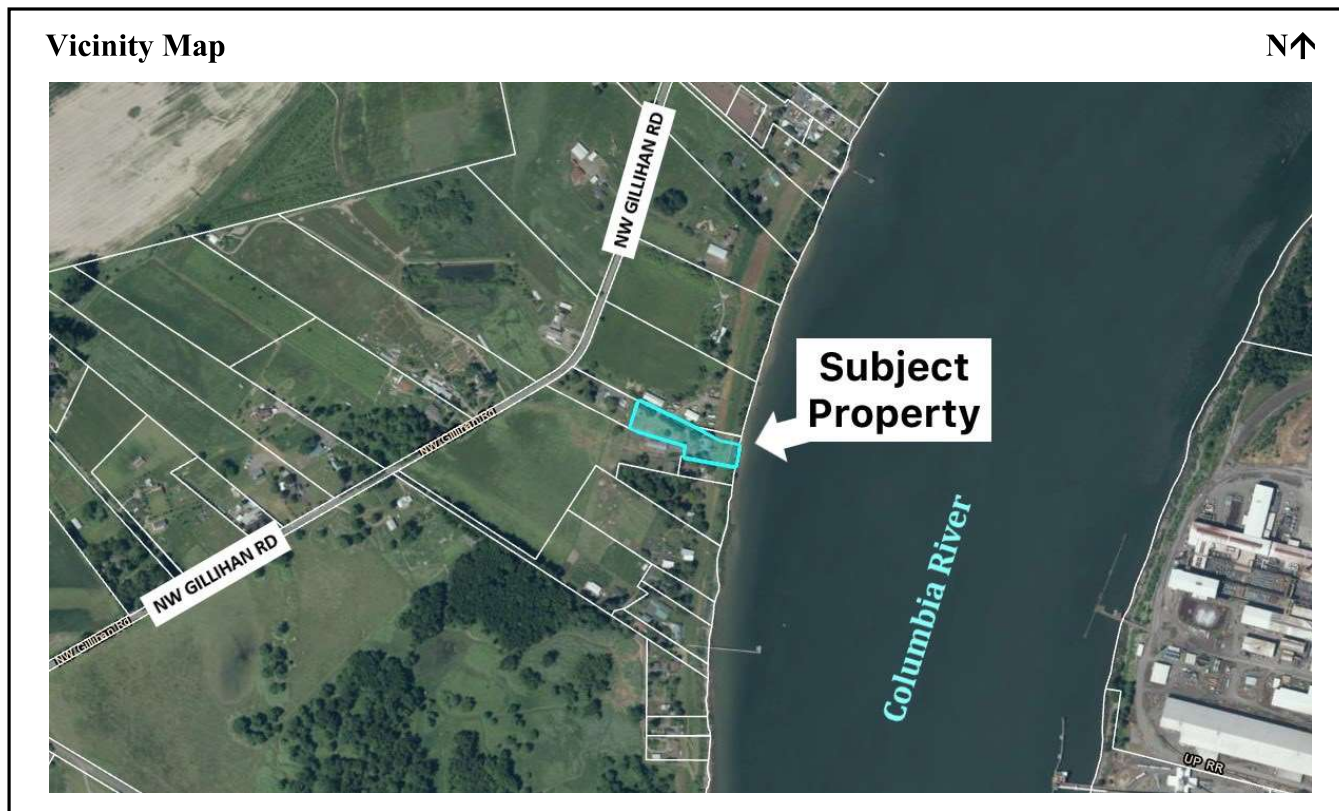 Vicinity Map
N↑
NW GILLIHAN RD
Subject
Property
NW Gillihan Rd
NW GILLIHAN RD
NW Gillihan Rd
Columbia River
UP RR